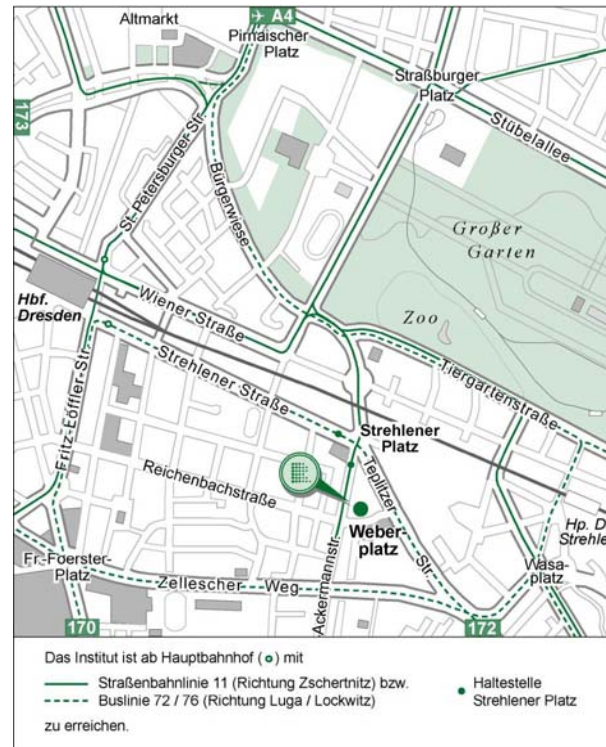 A4
Altmarkt
Pirnaischer
Platz
Straßburger
Platz
173
Stübelallee
St. Petersburger Str.
Bürgerwiese
Großer
Garten
Hbf.
Dresden
Wiener Straße
Zoo
Strehlener Straße
Tiergartenstraße
Fritz-Löffler-Str.
Strehlener
Platz
Reichenbachstraße
Teplitzer Str.
Weber-
platz
Hp. D
Strehle
Fr.-Foerster-
Platz
Wasa-
platz
Zellescher Weg
Ackermannstr.
170
172
Das Institut ist ab Hauptbahnhof ( ) mit
Straßenbahnlinie 11 (Richtung Zschertnitz) bzw.
Buslinie 72 / 76 (Richtung Luga / Lockwitz)
zu erreichen.
Haltestelle
Strehlener Platz